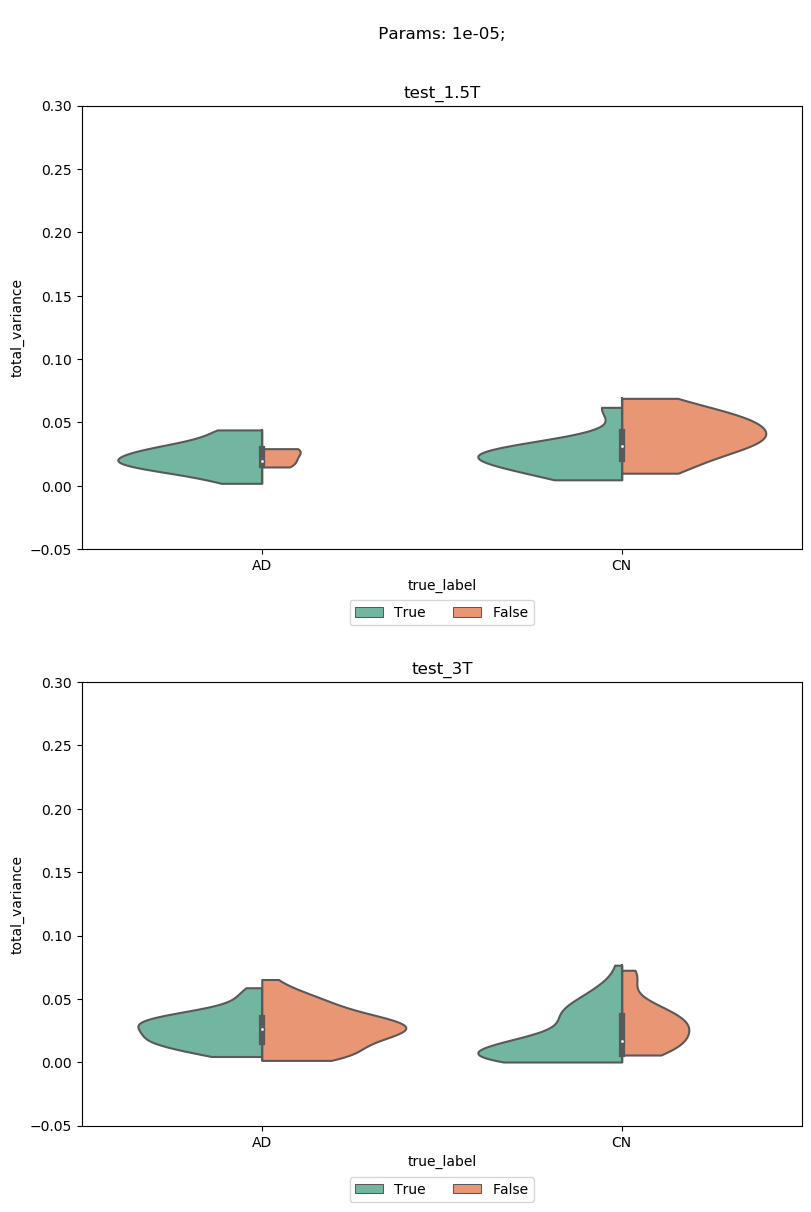 Params: 1e-05;
test_1.5T
0.30
0.25
0.20
0.15
0.10
0.05
0.00
−0.05
total_variance
AD CN
true_label
True False
test_3T
0.30
0.25
0.20
0.15
0.10
0.05
0.00
−0.05
total_variance
AD CN
true_label
True False